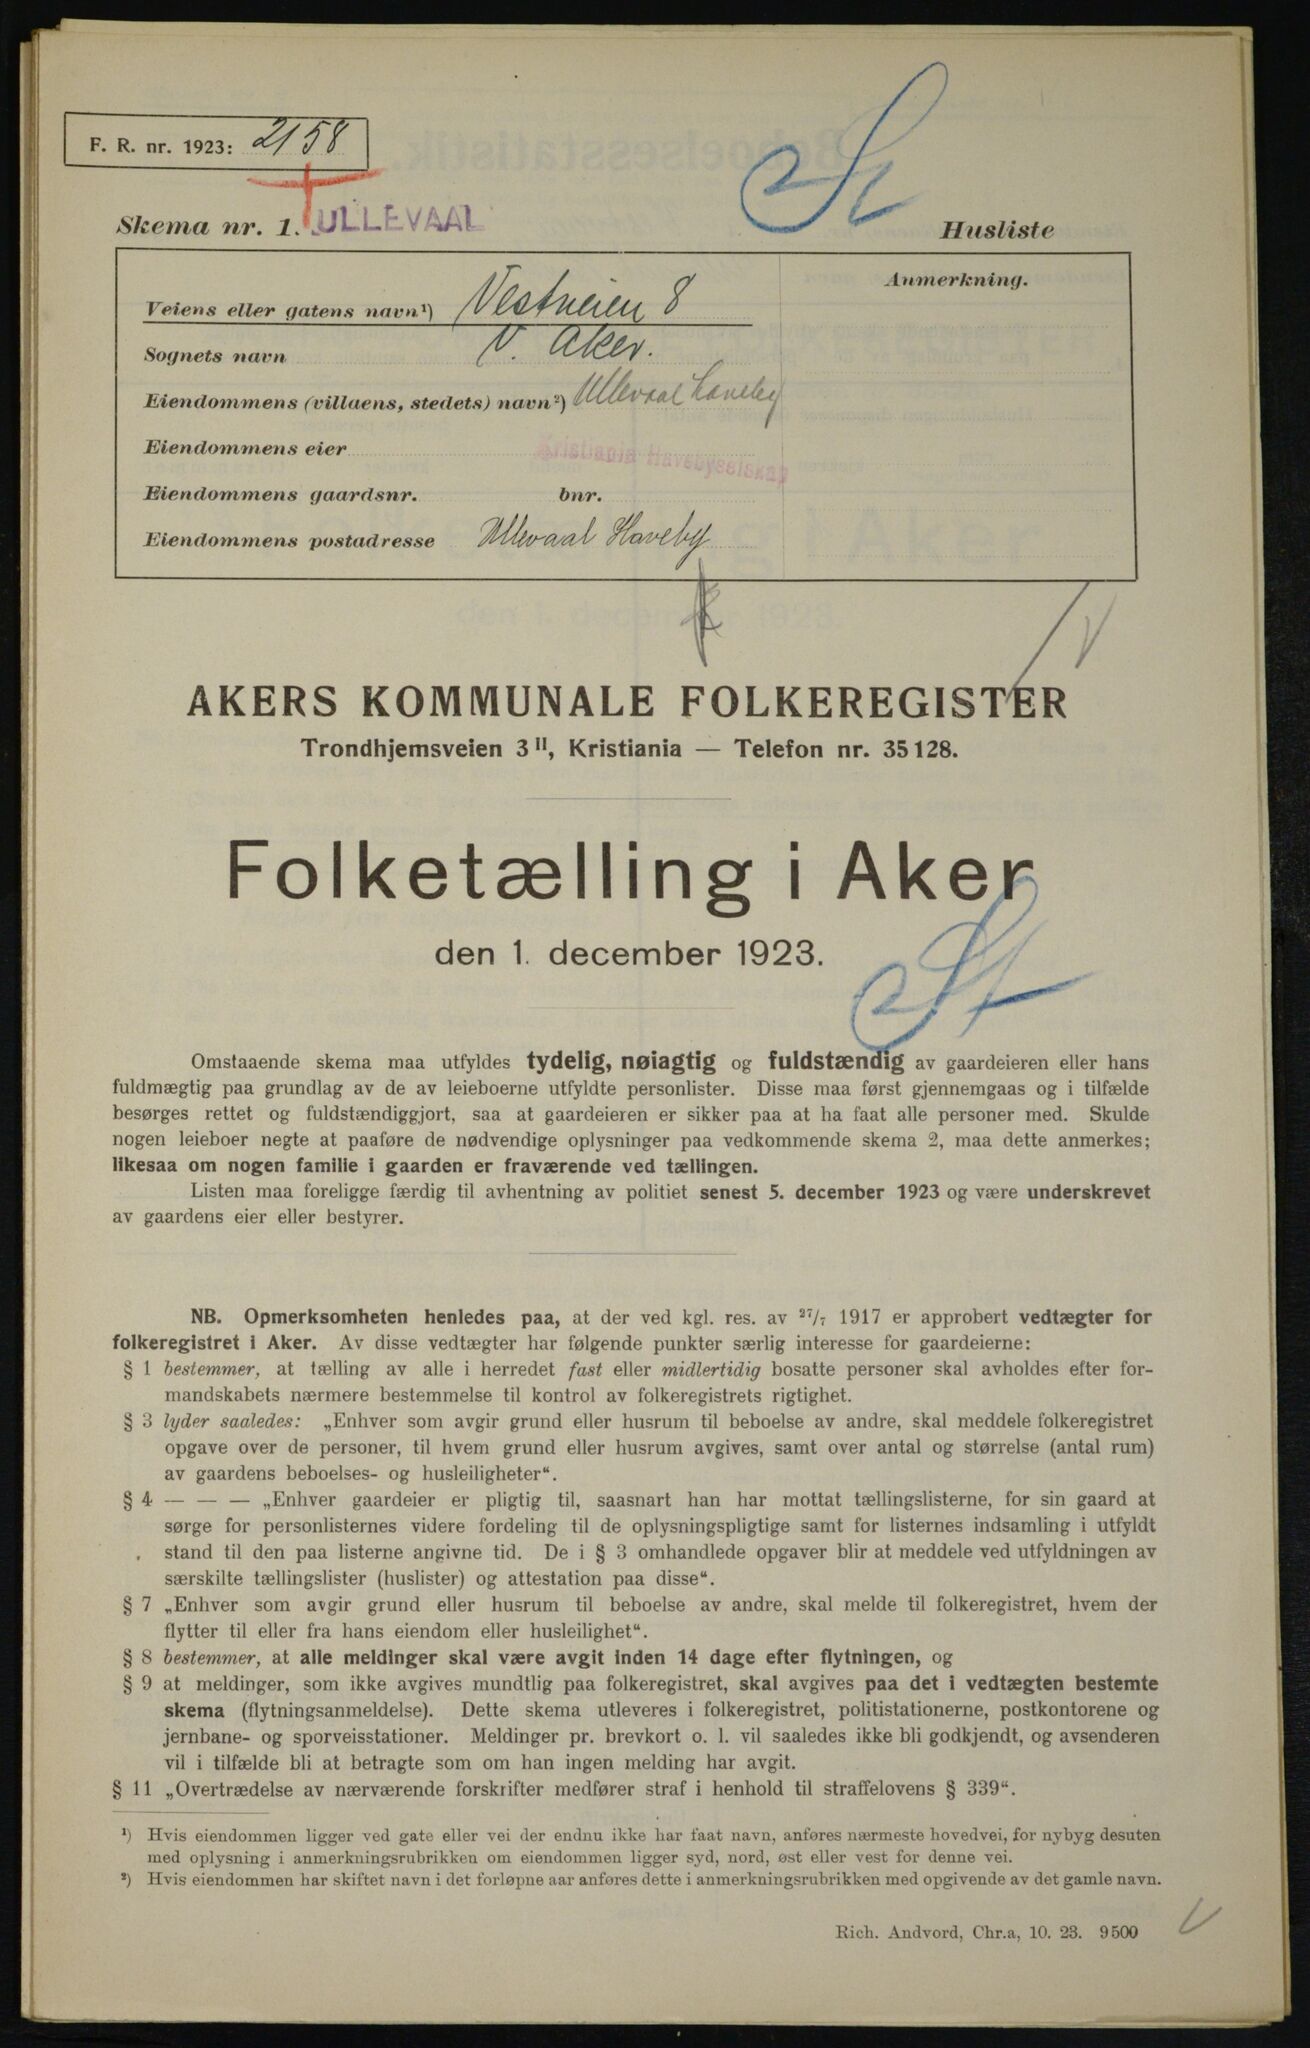 F. R. nr. 1923: 2158
Skema nr. 1. ULLEVAAL
St
Husliste
Veiens eller gatens navn¹) Vestveien 8
Sognets navn V. Aker.
Eiendommens (villaens, stedets) navn²) Ullevaal Haveby
Eiendommens eier Kristiania Havebyselskap
Eiendommens gaardsnr. bnr.
Eiendommens postadresse Ullevaal Haveby
Anmerkning.
AKERS KOMMUNALE FOLKEREGISTER
Trondhjemsveien 3 II, Kristiania — Telefon nr. 35128.
Folketælling i Aker
den 1. december 1923.
St
Omstaaende skema maa utfyldes tydelig, nøiagtig og fuldstændig av gaardeieren eller hans
fuldmægtig paa grundlag av de av leieboerne utfyldte personlister. Disse maa først gjennemgaas og i tilfælde
besørges rettet og fuldstændiggjort, saa at gaardeieren er sikker paa at ha faat alle personer med. Skulde
nogen leieboer negte at paaføre de nødvendige oplysninger paa vedkommende skema 2, maa dette anmerkes;
likesaa om nogen familie i gaarden er fraværende ved tællingen.
Listen maa foreligge færdig til avhentning av politiet senest 5. december 1923 og være underskrevet
av gaardens eier eller bestyrer.
NB. Opmerksomheten henledes paa, at der ved kgl. res. av 27/7 1917 er approbert vedtægter for
folkeregistret i Aker. Av disse vedtægter har følgende punkter særlig interesse for gaardeierne:
§ 1 bestemmer, at tælling av alle i herredet fast eller midlertidig bosatte personer skal avholdes efter for-
mandskabets nærmere bestemmelse til kontrol av folkeregistrets rigtighet.
§ 3 lyder saaledes: „Enhver som avgir grund eller husrum til beboelse av andre, skal meddele folkeregistret
opgave over de personer, til hvem grund eller husrum avgives, samt over antal og størrelse (antal rum)
av gaardens beboelses- og husleiligheter“.
§ 4 — — — „Enhver gaardeier er pligtig til, saasnart han har mottat tællingslisterne, for sin gaard at
sørge for personlisternes videre fordeling til de oplysningspligtige samt for listernes indsamling i utfyldt
stand til den paa listerne angivne tid. De i § 3 omhandlede opgaver blir at meddele ved utfyldningen av
særskilte tællingslister (huslister) og attestation paa disse“.
§ 7 „Enhver som avgir grund eller husrum til beboelse av andre, skal melde til folkeregistret, hvem der
flytter til eller fra hans eiendom eller husleilighet“.
§ 8 bestemmer, at alle meldinger skal være avgit inden 14 dage efter flytningen, og
§ 9 at meldinger, som ikke avgives mundtlig paa folkeregistret, skal avgives paa det i vedtægten bestemte
skema (flytningsanmeldelse). Dette skema utleveres i folkeregistret, politistationerne, postkontorene og
jernbane- og sporveisstationer. Meldinger pr. brevkort o. l. vil saaledes ikke bli godkjendt, og avsenderen
vil i tilfælde bli at betragte som om han ingen melding har avgit.
§ 11 „Overtrædelse av nærværende forskrifter medfører straf i henhold til straffelovens § 339“.
¹) Hvis eiendommen ligger ved gate eller vei der endnu ikke har faat navn, anføres nærmeste hovedvei, for nybyg desuten
med oplysning i anmerkningsrubrikken om eiendommen ligger syd, nord, øst eller vest for denne vei.
²) Hvis eiendommen har skiftet navn i det forløpne aar anføres dette i anmerkningsrubrikken med opgivende av det gamle navn.
Rich. Andvord, Chr.a, 10. 23. 9500